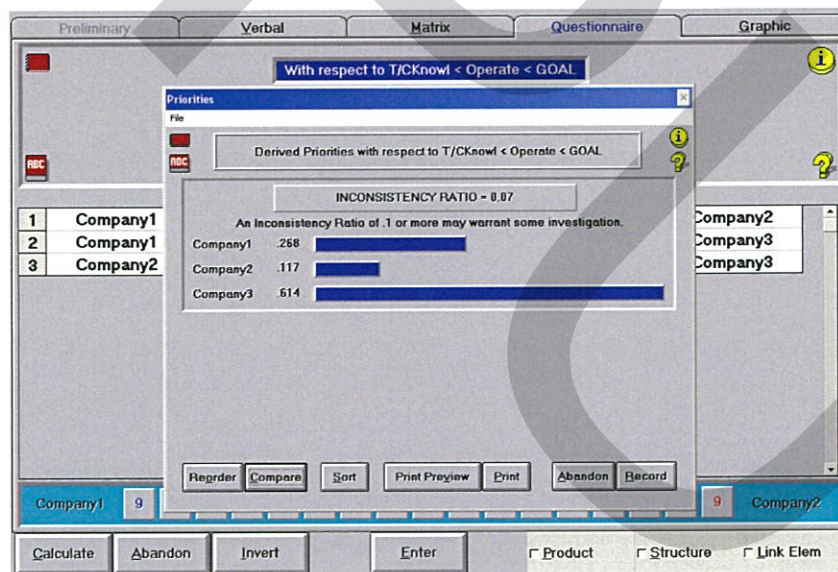 Preliminary Verbal Matrix Questionnaire Graphic
With respect to T/CKnowl < Operate < GOAL
Priorities
File
Derived Priorities with respect to T/CKnowl < Operate < GOAL
ABC
ABC
INCONSISTENCY RATIO = 0.07
An Inconsistency Ratio of .1 or more may warrant some investigation.
1 Company1 Company2
2 Company1 Company3
3 Company2 Company3
Company1 .268
Company2 .117
Company3 .614
Reorder Compare Sort Print Preview Print Abandon Record
Company1 9 9 Company2
Calculate Abandon Invert Enter Product Structure Link Elem